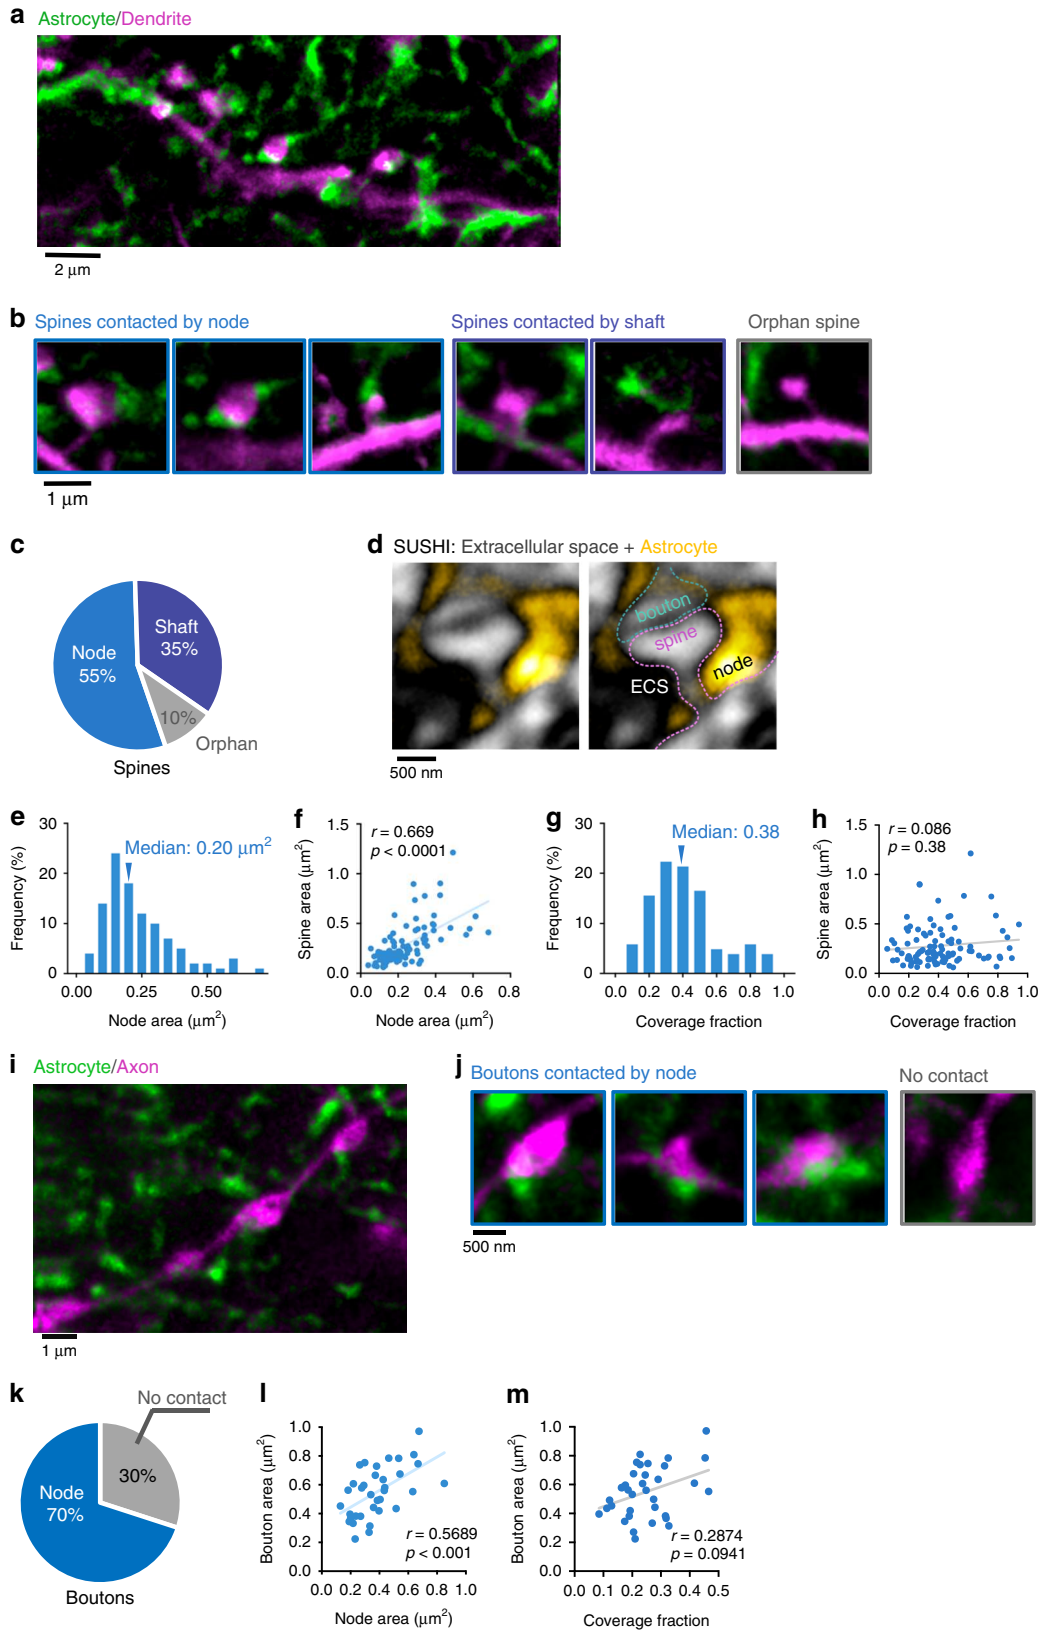 a Astrocyte/Dendrite
2 μm
b Spines contacted by node
Spines contacted by shaft
Orphan spine
1 μm
c
Node
55%
Shaft
35%
10%
Orphan
Spines
d SUSHI: Extracellular space + Astrocyte
bouton
spine
node
ECS
500 nm
e
30
20
10
0
Frequency (%)
Median: 0.20 μm²
0.00 0.25 0.50
Node area (μm²)
f
1.5
1.0
0.5
0.0
Spine area (μm²)
r = 0.669
p < 0.0001
0.0 0.2 0.4 0.6 0.8
Node area (μm²)
g
30
20
10
0
Frequency (%)
Median: 0.38
0.0 0.2 0.4 0.6 0.8 1.0
Coverage fraction
h
1.5
1.0
0.5
0.0
Spine area (μm²)
r = 0.086
p = 0.38
0.0 0.2 0.4 0.6 0.8 1.0
Coverage fraction
i Astrocyte/Axon
1 μm
j Boutons contacted by node
No contact
500 nm
k
No contact
30%
Node
70%
Boutons
l
1.0
0.8
0.6
0.4
0.2
0.0
Bouton area (μm²)
r = 0.5689
p < 0.001
0.0 0.2 0.4 0.6 0.8 1.0
Node area (μm²)
m
1.0
0.8
0.6
0.4
0.2
0.0
Bouton area (μm²)
r = 0.2874
p = 0.0941
0.0 0.1 0.2 0.3 0.4 0.5
Coverage fraction